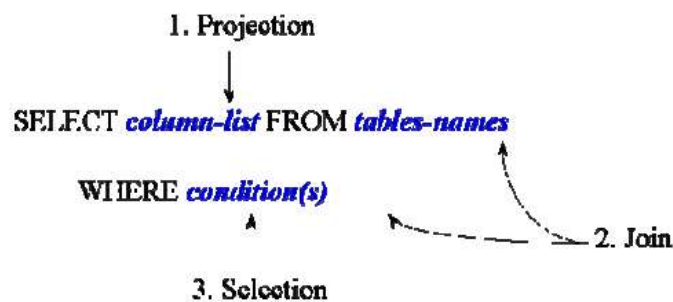 1. Projection
SELECT column-list FROM tables-names
WHERE condition(s)
2. Join
3. Selection